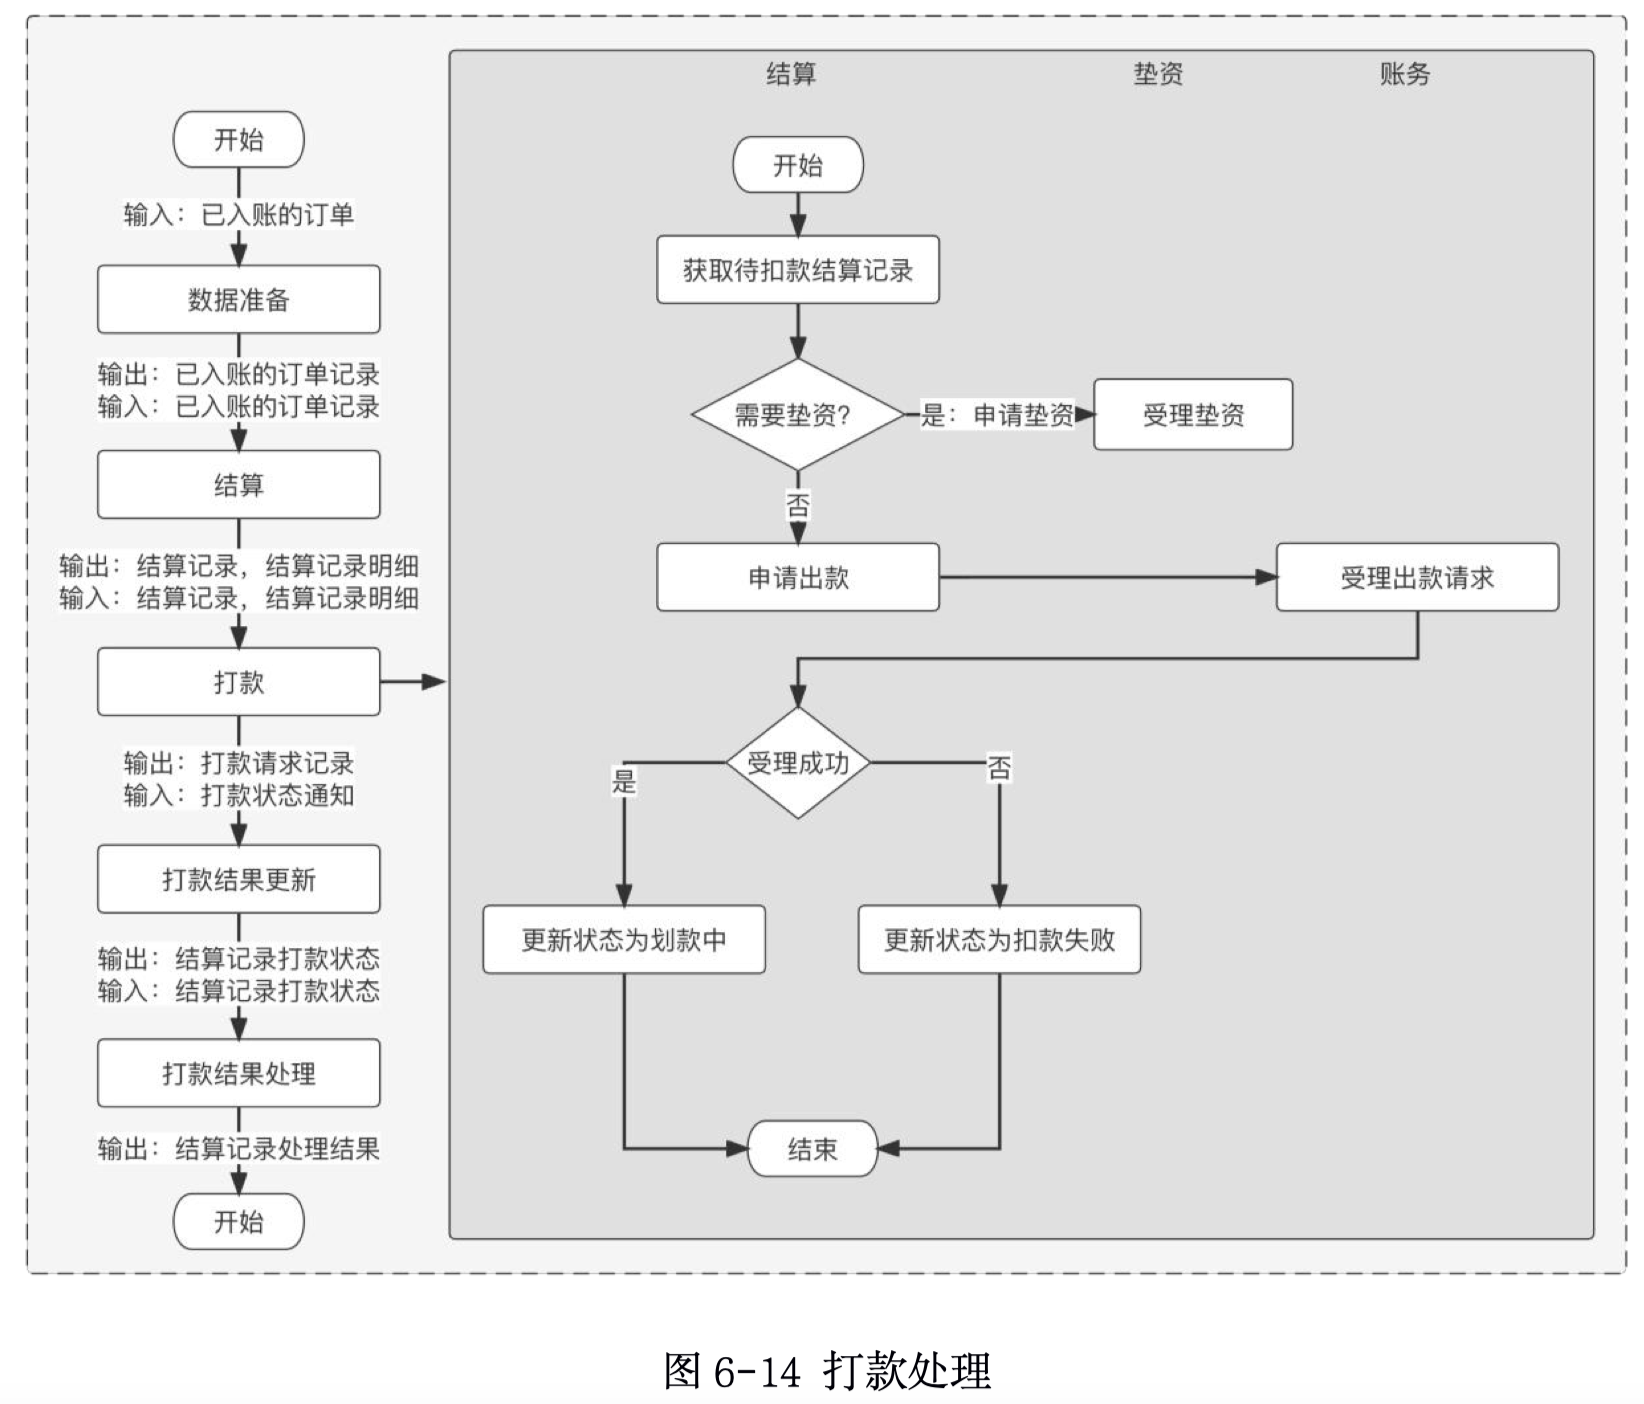 开始
输入：已入账的订单
数据准备
输出：已入账的订单记录
输入：已入账的订单记录
结算
输出：结算记录，结算记录明细
输入：结算记录，结算记录明细
打款
输出：打款请求记录
输入：打款状态通知
打款结果更新
输出：结算记录打款状态
输入：结算记录打款状态
打款结果处理
输出：结算记录处理结果
开始
结算 垫资 账务
开始
获取待扣款结算记录
需要垫资?
是：申请垫资
受理垫资
否
申请出款
受理出款请求
受理成功
是
否
更新状态为划款中
更新状态为扣款失败
结束
图 6-14 打款处理